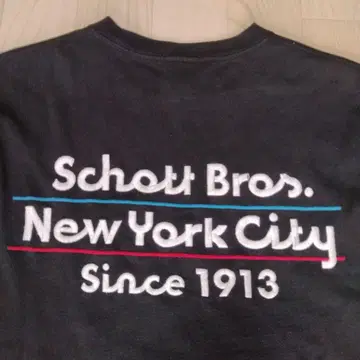 Schott Bros.
New York City
Since 1913